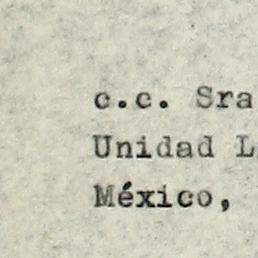 c.c. Sra
Unidad L
México,